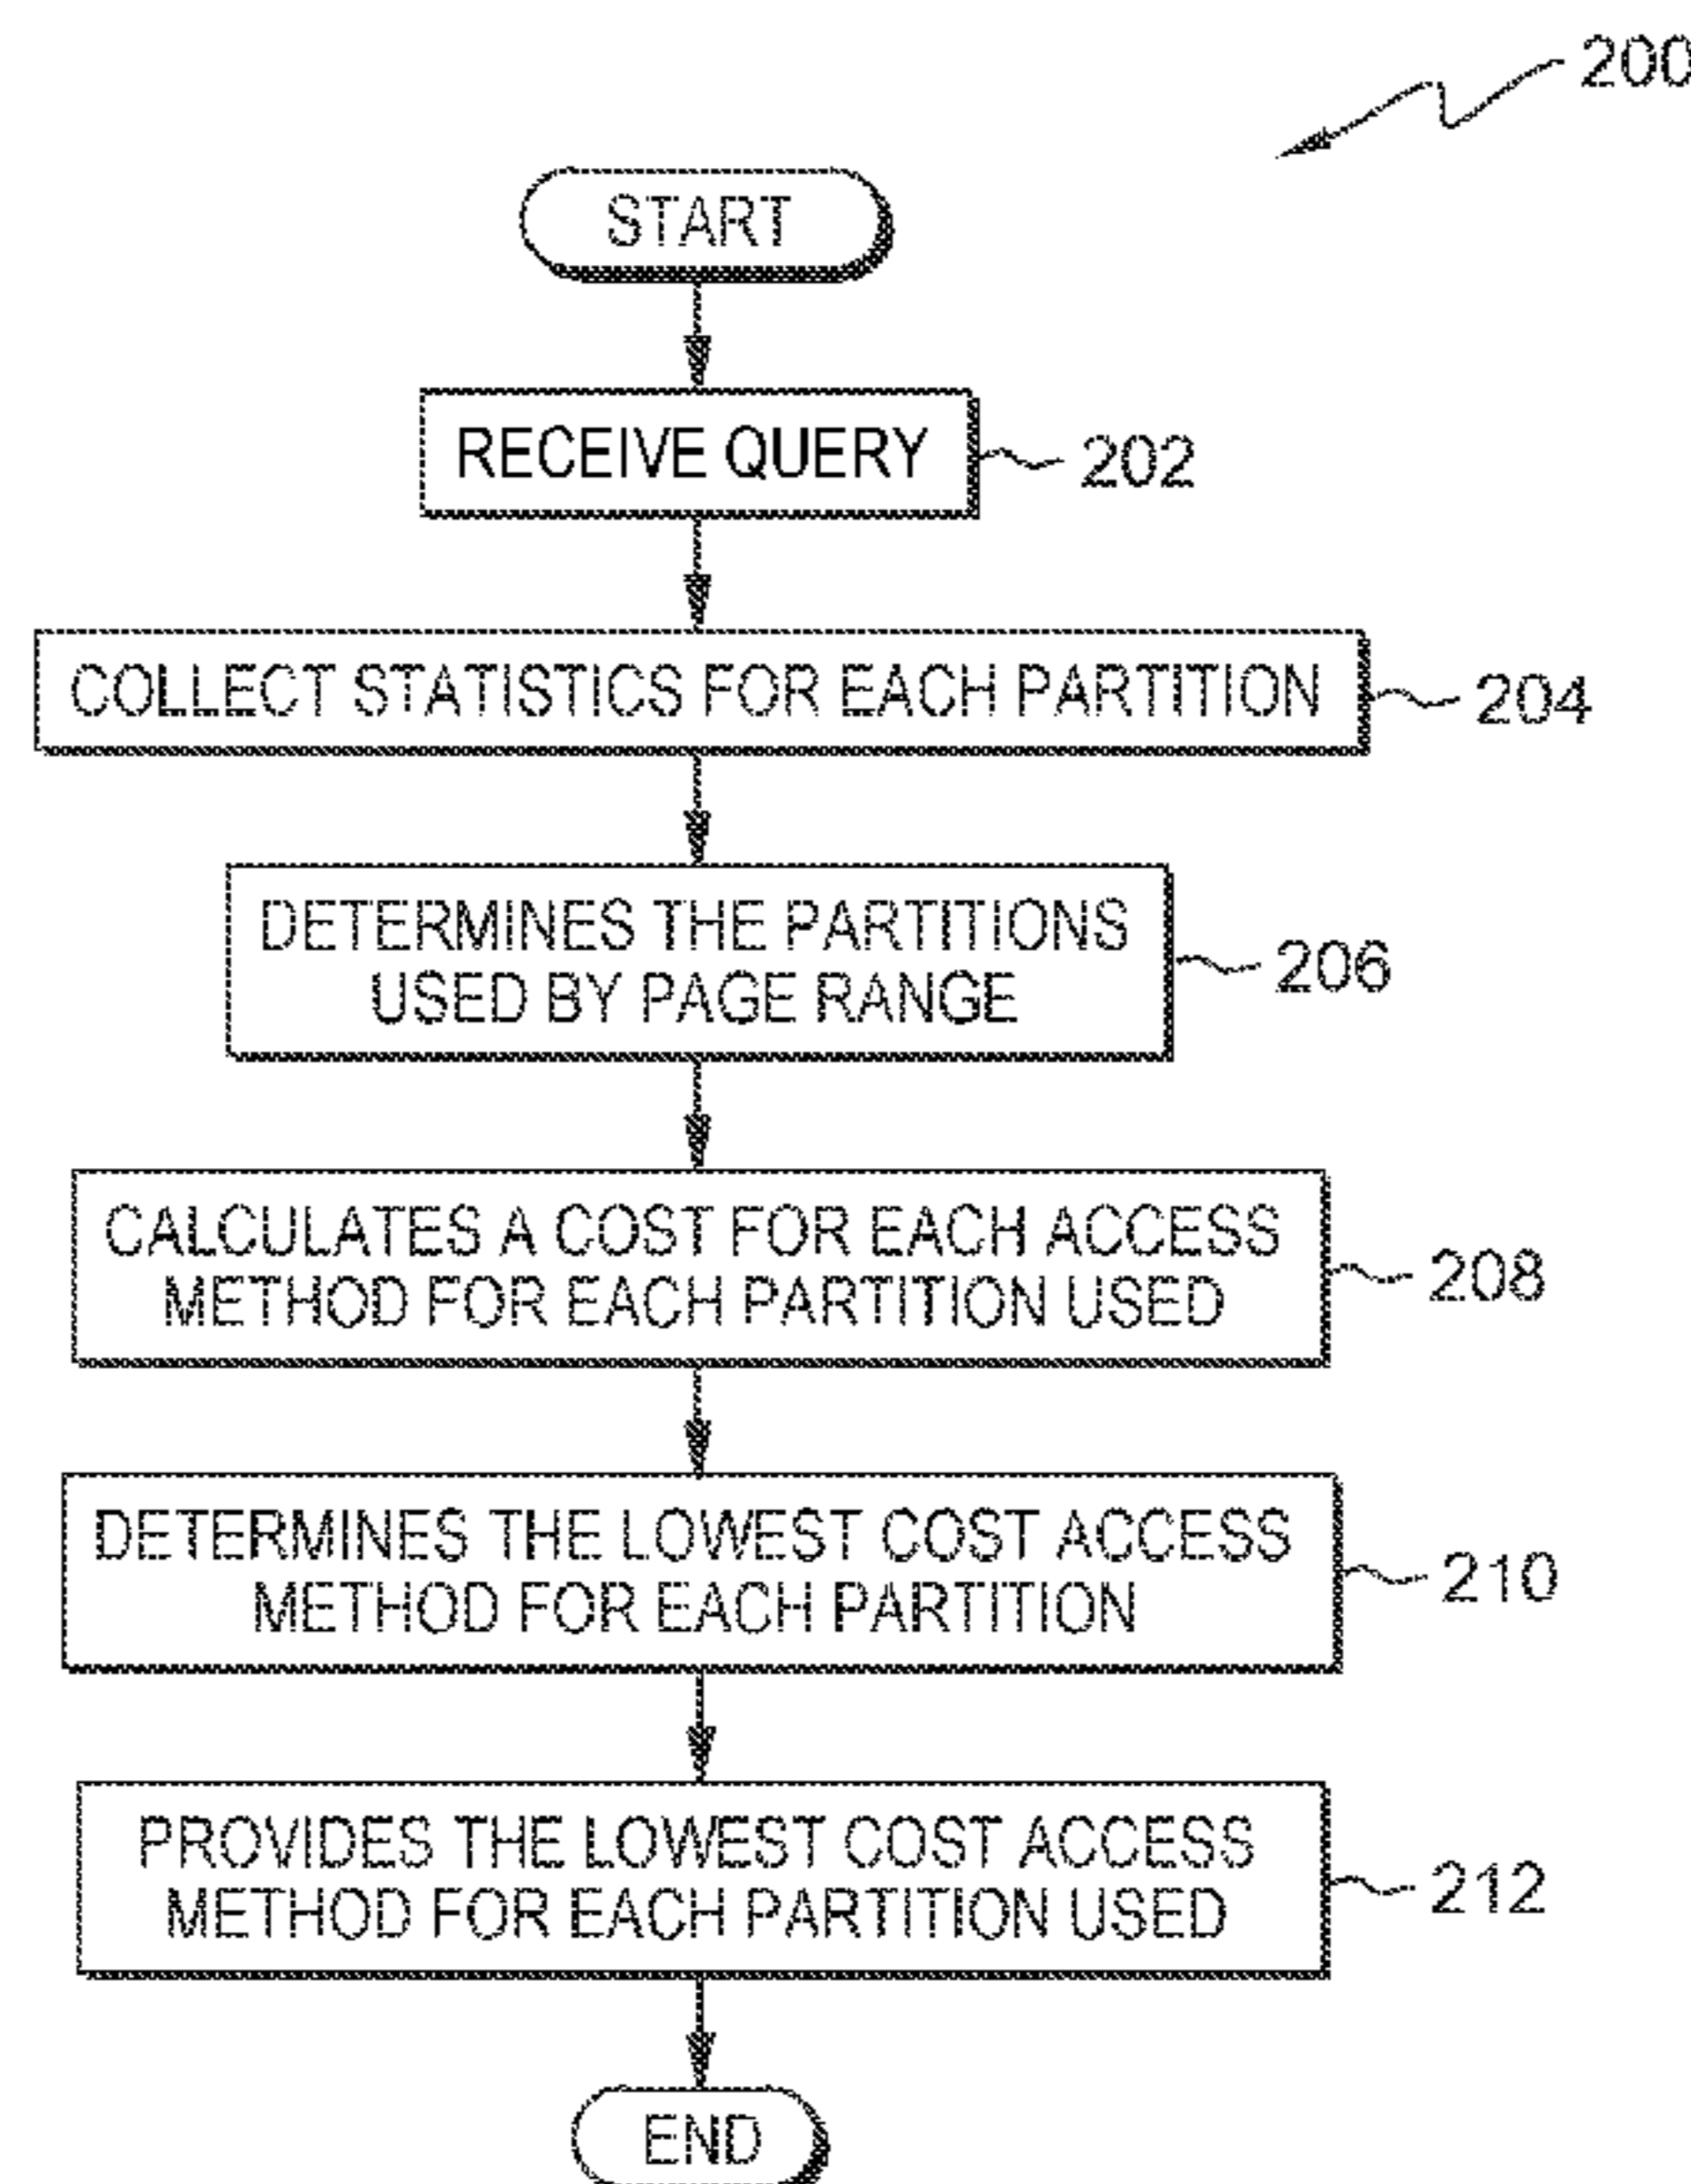 200
START
RECEIVE QUERY
202
COLLECT STATISTICS FOR EACH PARTITION
204
DETERMINES THE PARTITIONS
USED BY PAGE RANGE
206
CALCULATES A COST FOR EACH ACCESS
METHOD FOR EACH PARTITION USED
208
DETERMINES THE LOWEST COST ACCESS
METHOD FOR EACH PARTITION
210
PROVIDES THE LOWEST COST ACCESS
METHOD FOR EACH PARTITION USED
212
END